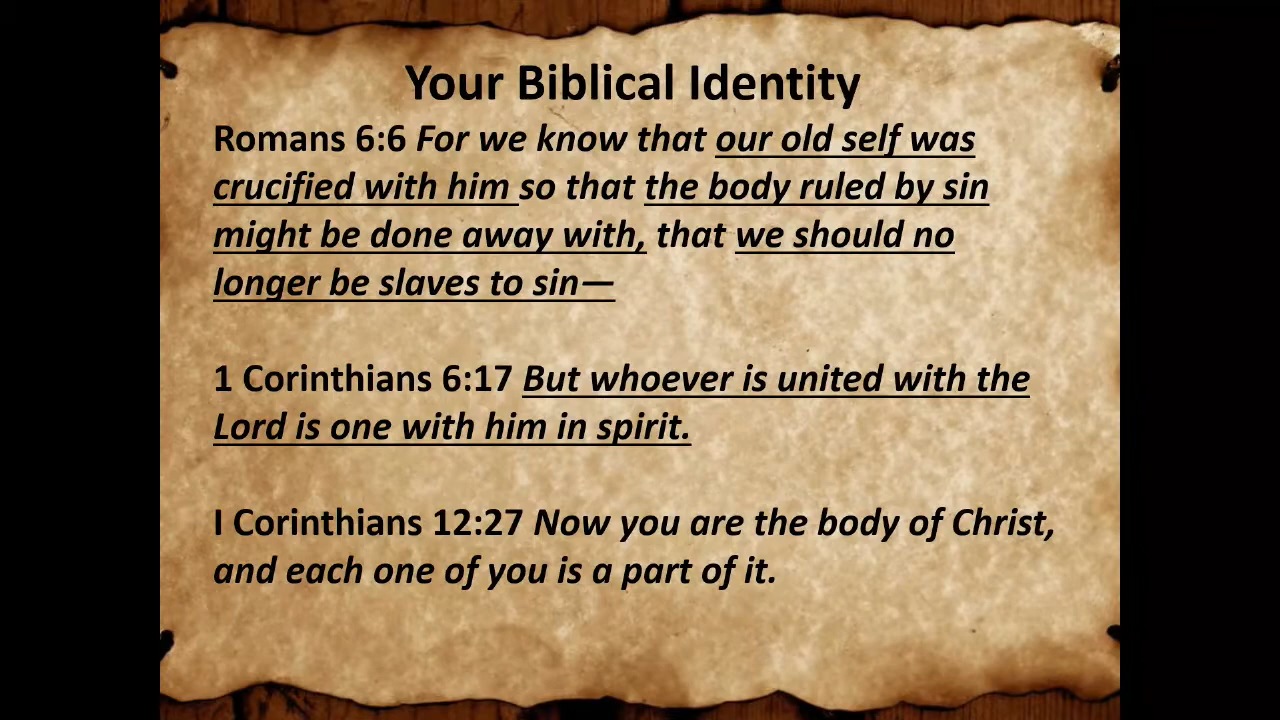 Your Biblical Identity
Romans 6:6 For we know that our old self was
crucified with him so that the body ruled by sin
might be done away with, that we should no
longer be slaves to sin—
1 Corinthians 6:17 But whoever is united with the
Lord is one with him in spirit.
I Corinthians 12:27 Now you are the body of Christ,
and each one of you is a part of it.